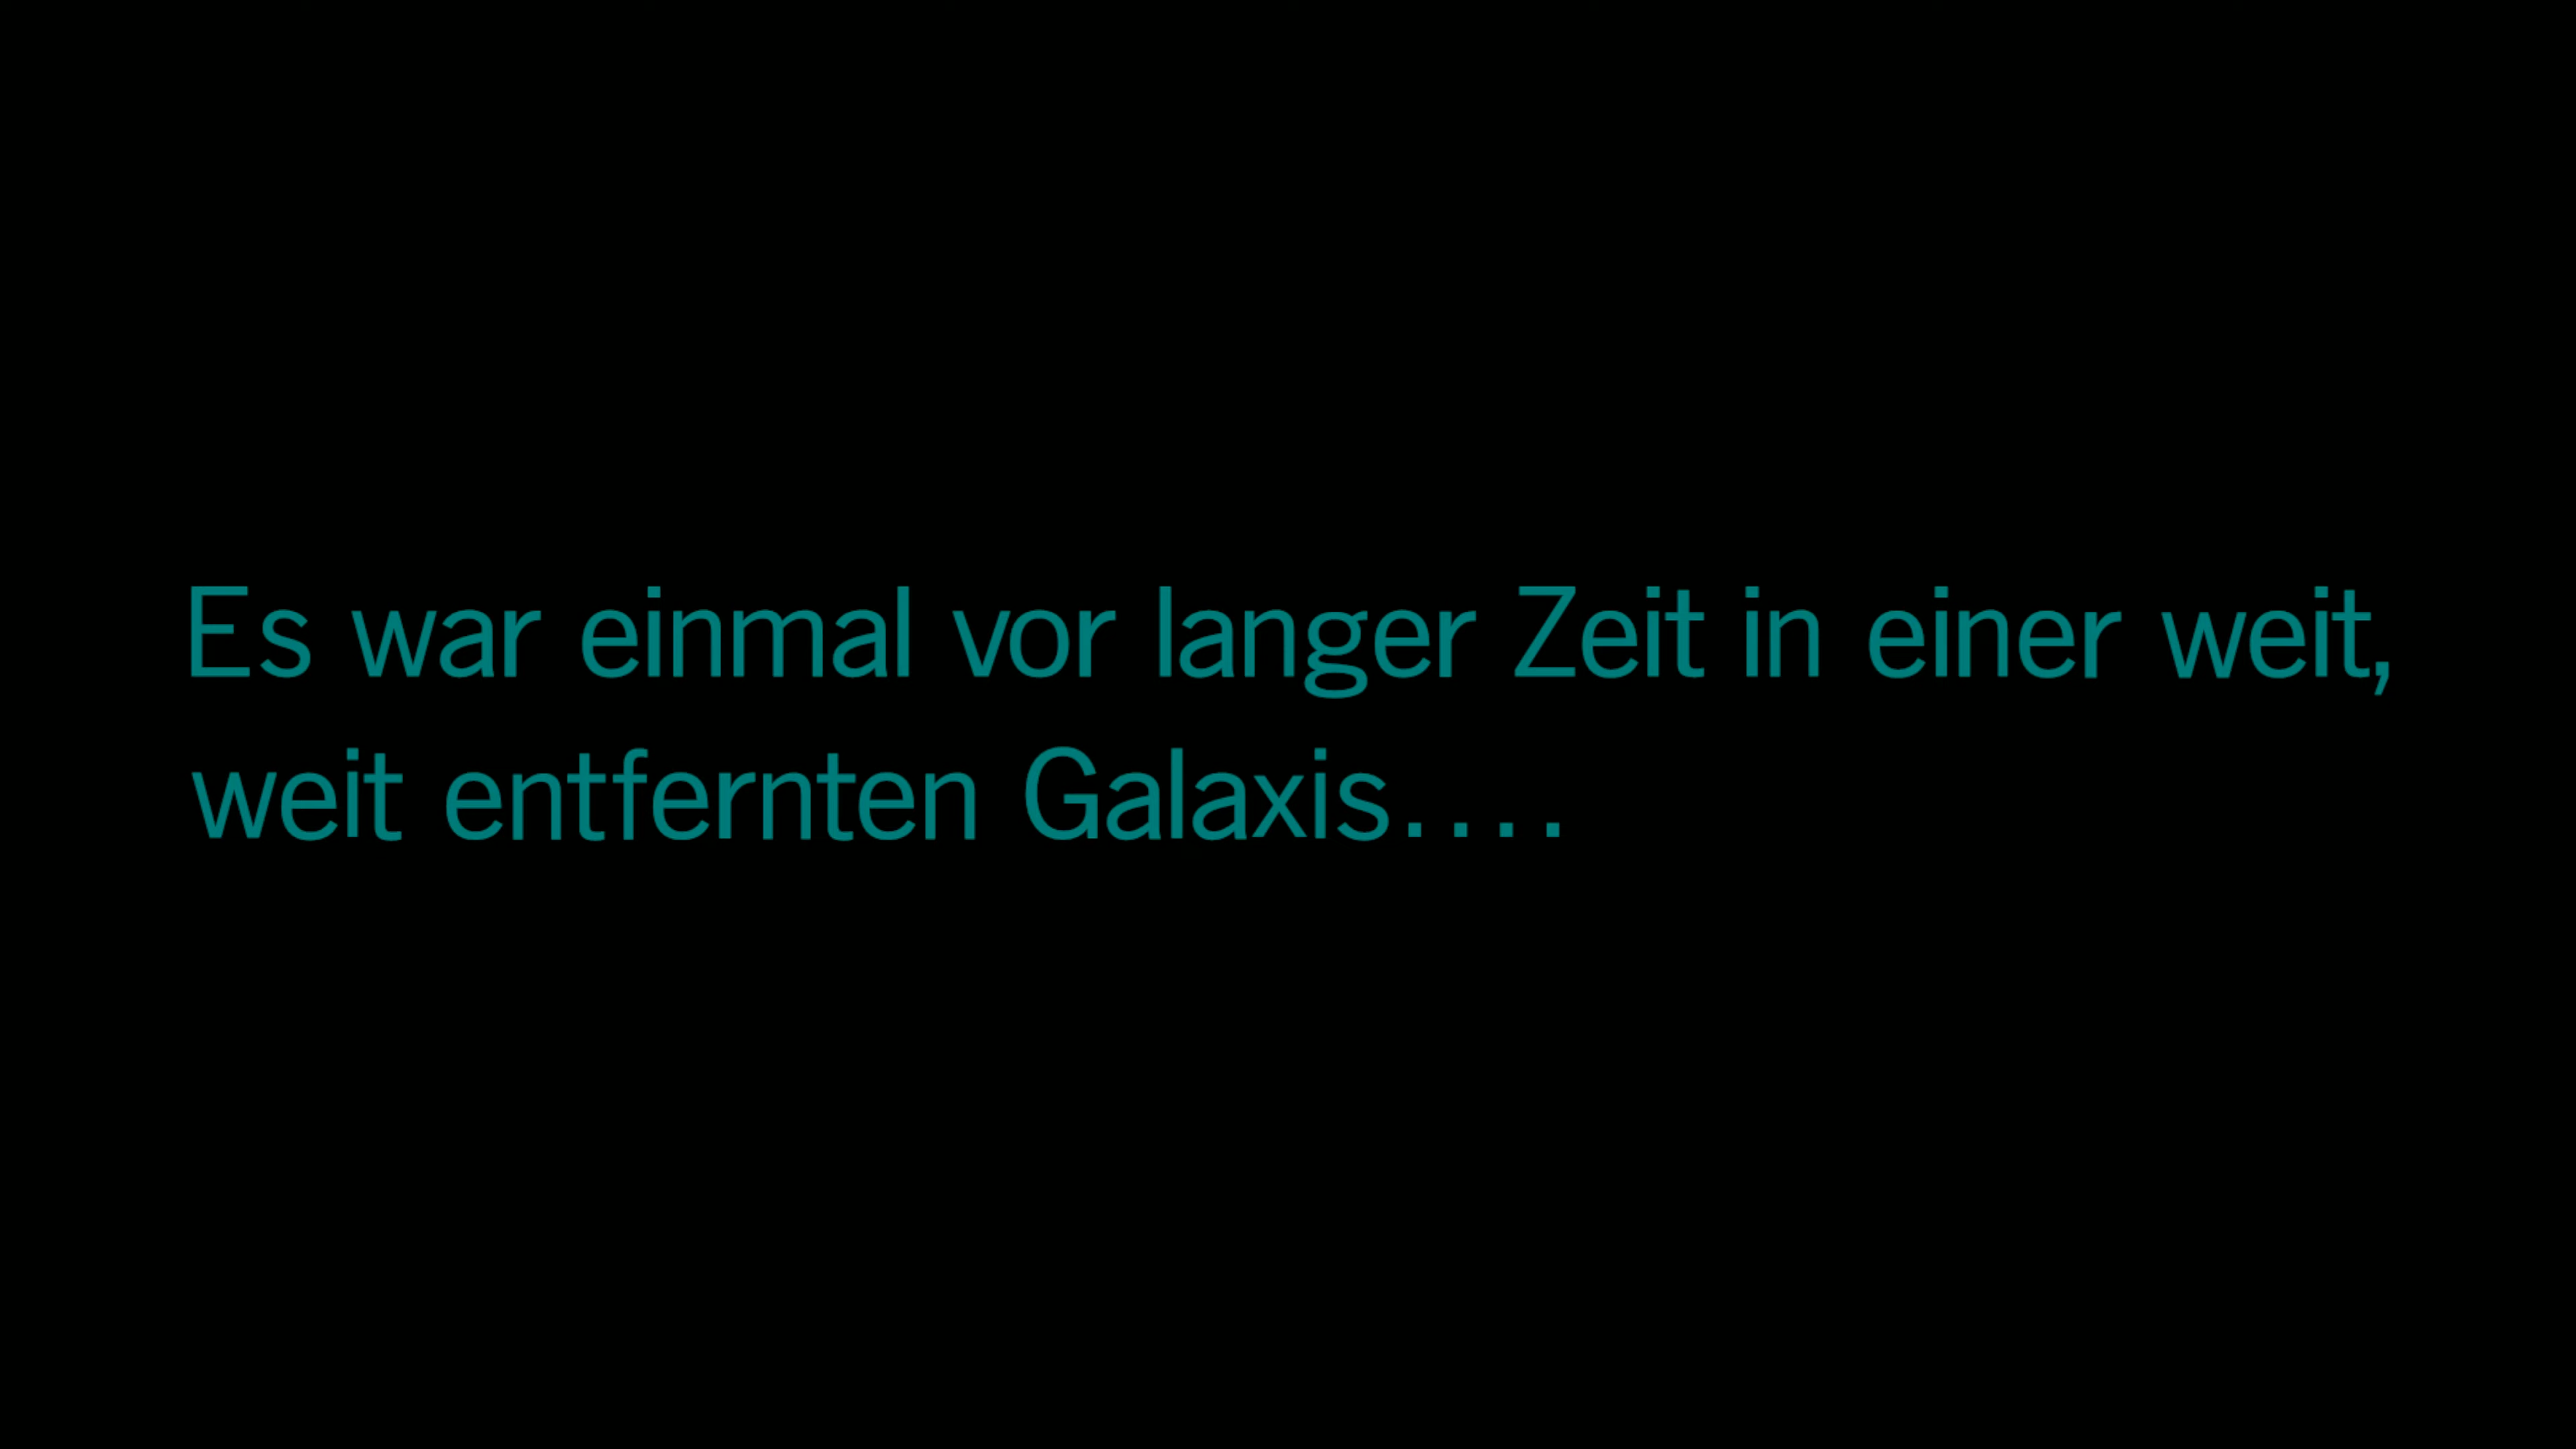 Es war einmal vor langer Zeit in einer weit,
weit entfernten Galaxis....